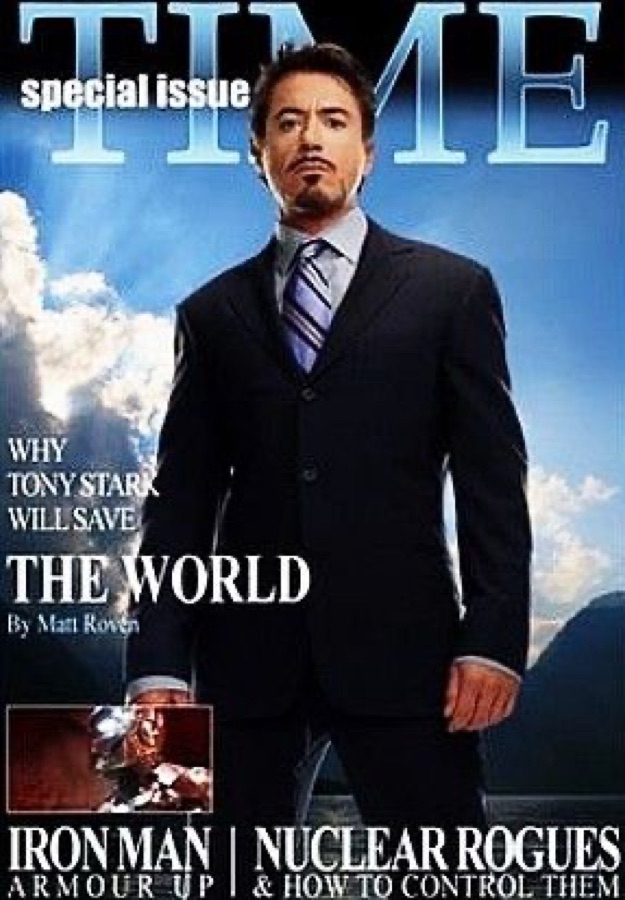 TIME
special issue
WHY
TONY STARK
WILL SAVE
THE WORLD
By Matt Roven
IRON MAN
ARMOUR UP
NUCLEAR ROGUES
& HOW TO CONTROL THEM